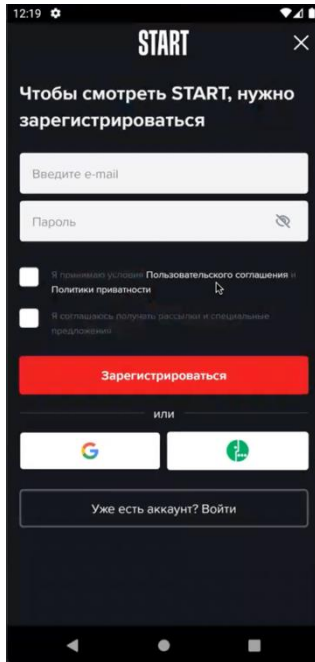 12:19
START
Чтобы смотреть START, нужно
зарегистрироваться
Введите e-mail
Пароль
Я принимаю условия Пользовательского соглашения и
Политики приватности
Я соглашаюсь получать рассылки и специальные
предложения
Зарегистрироваться
или
Уже есть аккаунт? Войти